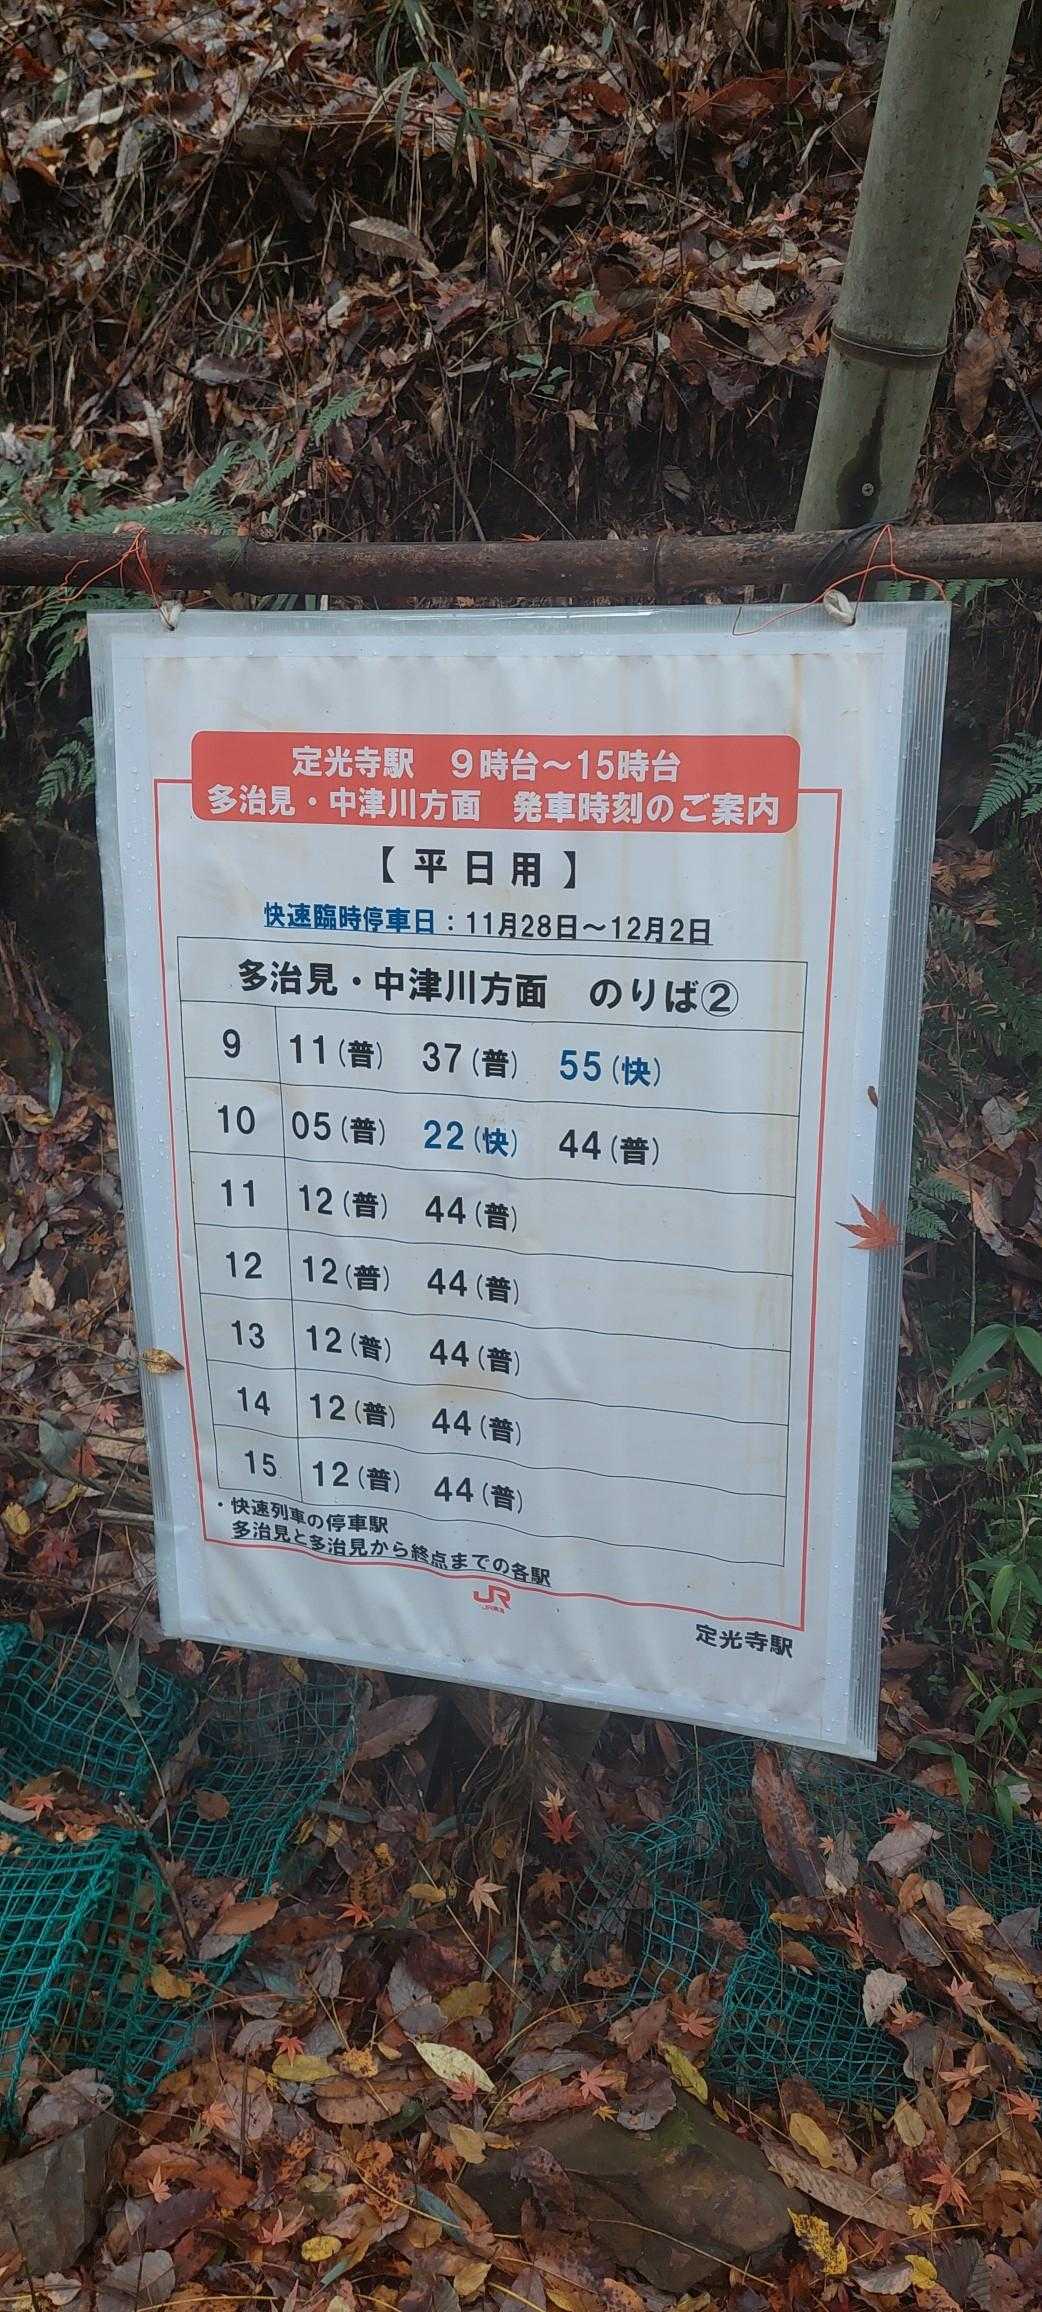 定光寺駅 9時台～15時台
多治見・中津川方面 発車時刻のご案内
【平日用】
快速臨時停車日：11月28日～12月2日
多治見・中津川方面 のりば②
9 11(普) 37(普) 55(快)
10 05(普) 22(快) 44(普)
11 12(普) 44(普)
12 12(普) 44(普)
13 12(普) 44(普)
14 12(普) 44(普)
15 12(普) 44(普)
・快速列車の停車駅
多治見と多治見から終点までの各駅
JR
JR東海
定光寺駅